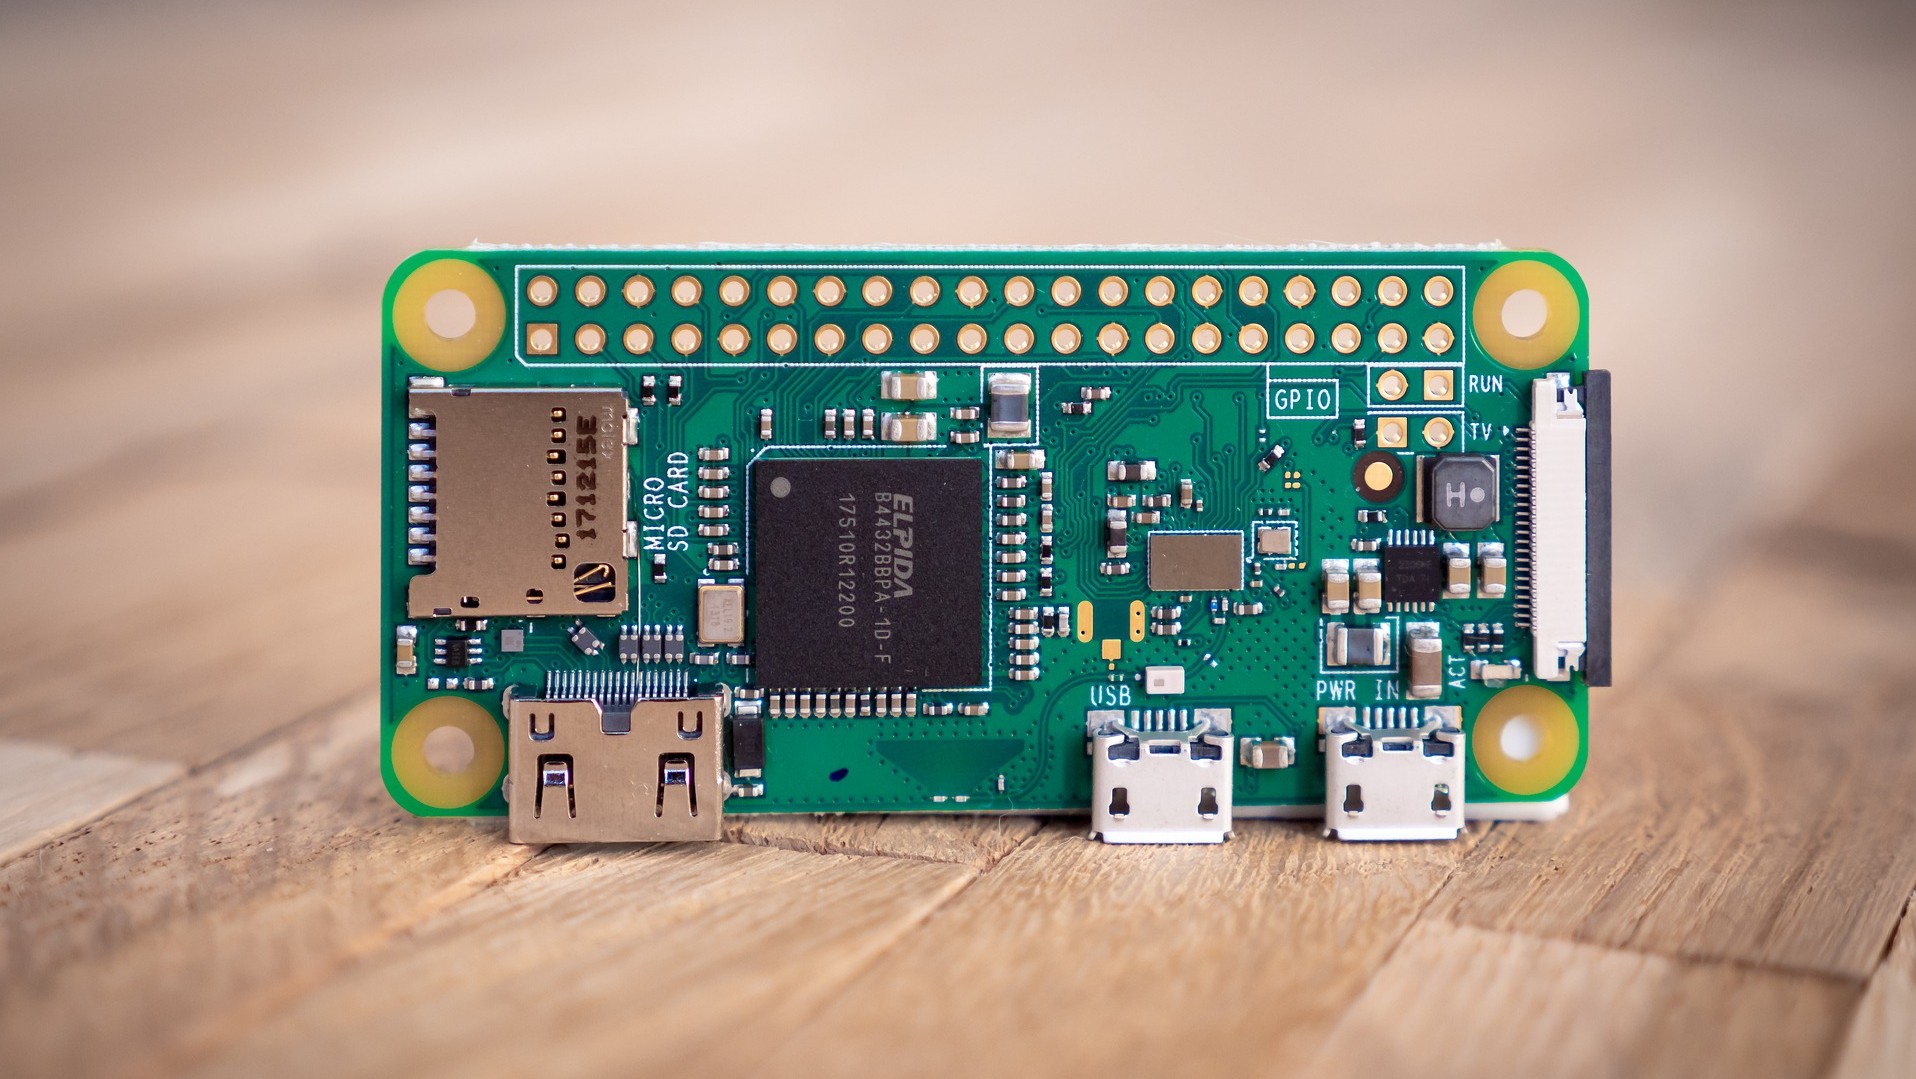 GPIO
RUN
TV
MICRO
SD CARD
171215E
ELPIDA
B4432BBPA-1D-F
17510R12200
H
USB
PWR IN
ACT